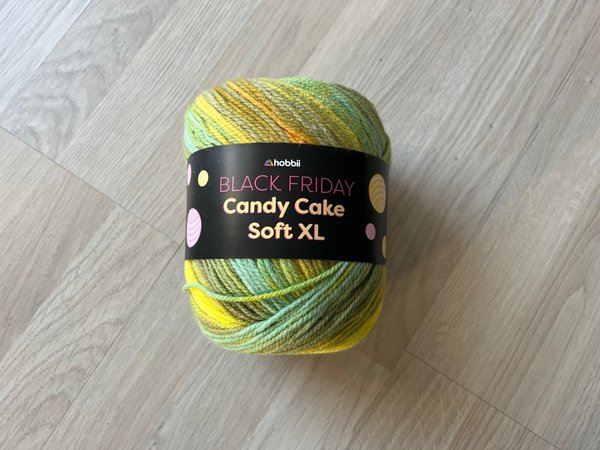 hobbii
BLACK FRIDAY
Candy Cake
Soft XL